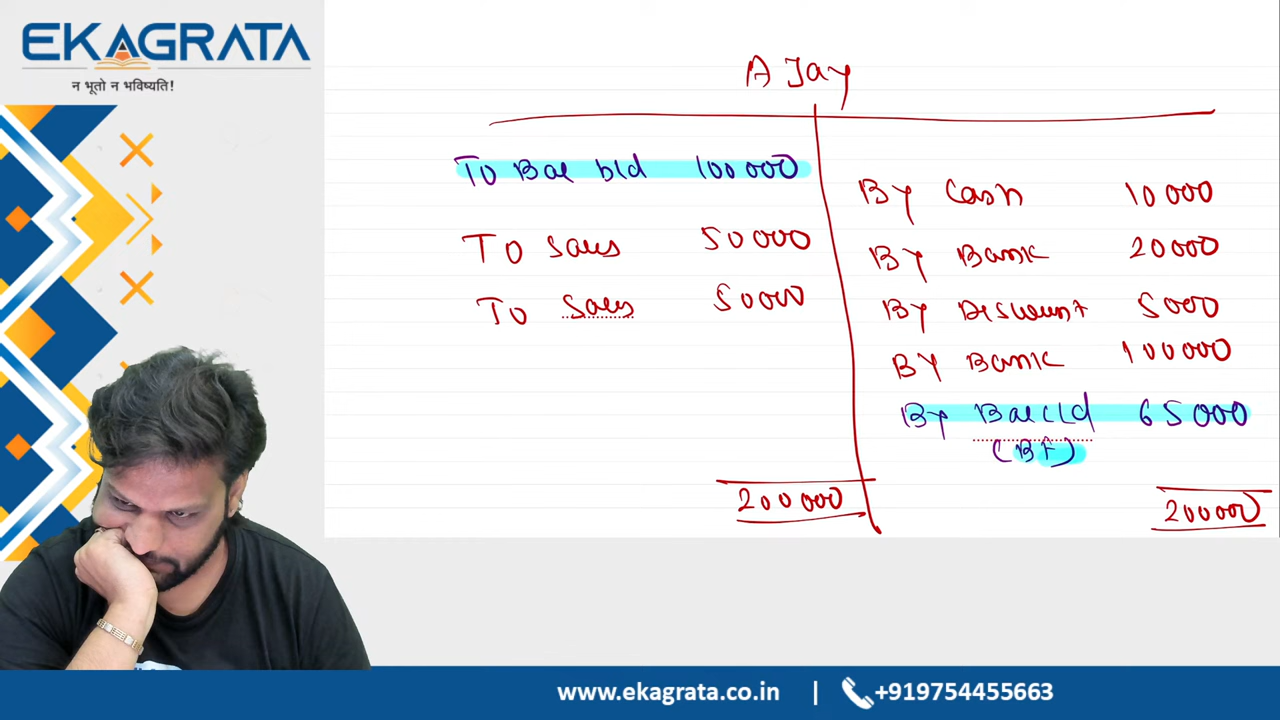 EKAGRATA
न भूतो न भविष्यति!
A Jay
To Bal b/d 100000
To Sales 50000
To Sales 50000
By Cash 10000
By Bank 20000
By Discount 5000
By Bank 100000
By Bal c/d 65000
(BF)
200000
200000
www.ekagrata.co.in | +919754455663